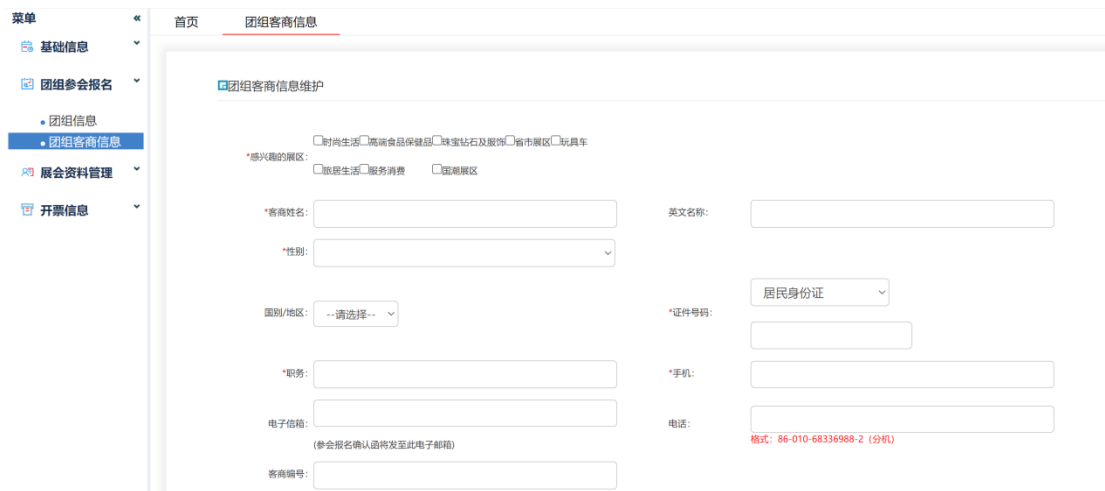 菜单 «
首页 团组客商信息
基础信息
团组客商信息维护
团组参会报名
团组信息
□时尚生活□高端食品保健品□珠宝钻石及服饰□省市展区□玩具车
团组客商信息
*感兴趣的展区:
□旅居生活□服务消费 □国潮展区
展会资料管理
开票信息
*客商姓名: 英文名称:
*性别:
居民身份证
国别/地区: --请选择-- *证件号码:
*职务: *手机:
电子信箱: 电话:
格式：86-010-68336988-2（分机）
(参会报名确认函将发至此电子邮箱)
客商编号: